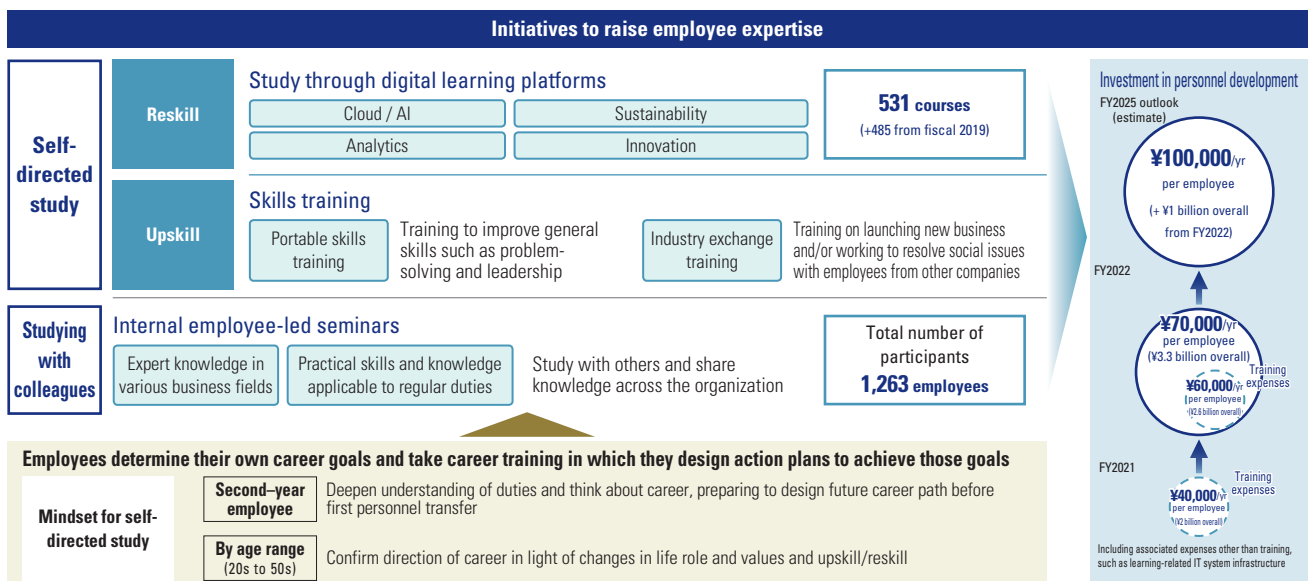 Initiatives to raise employee expertise
Self-
directed
study
Reskill
Study through digital learning platforms
Cloud / AI
Sustainability
Analytics
Innovation
531 courses
(+485 from fiscal 2019)
Upskill
Skills training
Portable skills
training
Training to improve general
skills such as problem-
solving and leadership
Industry exchange
training
Training on launching new business
and/or working to resolve social issues
with employees from other companies
Studying
with
colleagues
Internal employee-led seminars
Expert knowledge in
various business fields
Practical skills and knowledge
applicable to regular duties
Study with others and share
knowledge across the organization
Total number of
participants
1,263 employees
Employees determine their own career goals and take career training in which they design action plans to achieve those goals
Mindset for self-
directed study
Second–year
employee
Deepen understanding of duties and think about career, preparing to design future career path before
first personnel transfer
By age range
(20s to 50s)
Confirm direction of career in light of changes in life role and values and upskill/reskill
Investment in personnel development
FY2025 outlook
(estimate)
¥100,000/yr
per employee
(+ ¥1 billion overall
from FY2022)
FY2022
¥70,000/yr
per employee
(¥3.3 billion overall)
Training
expenses
¥60,000/yr
per employee
(¥2.6 billion overall)
FY2021
Training
expenses
¥40,000/yr
per employee
(¥2 billion overall)
Including associated expenses other than training,
such as learning-related IT system infrastructure